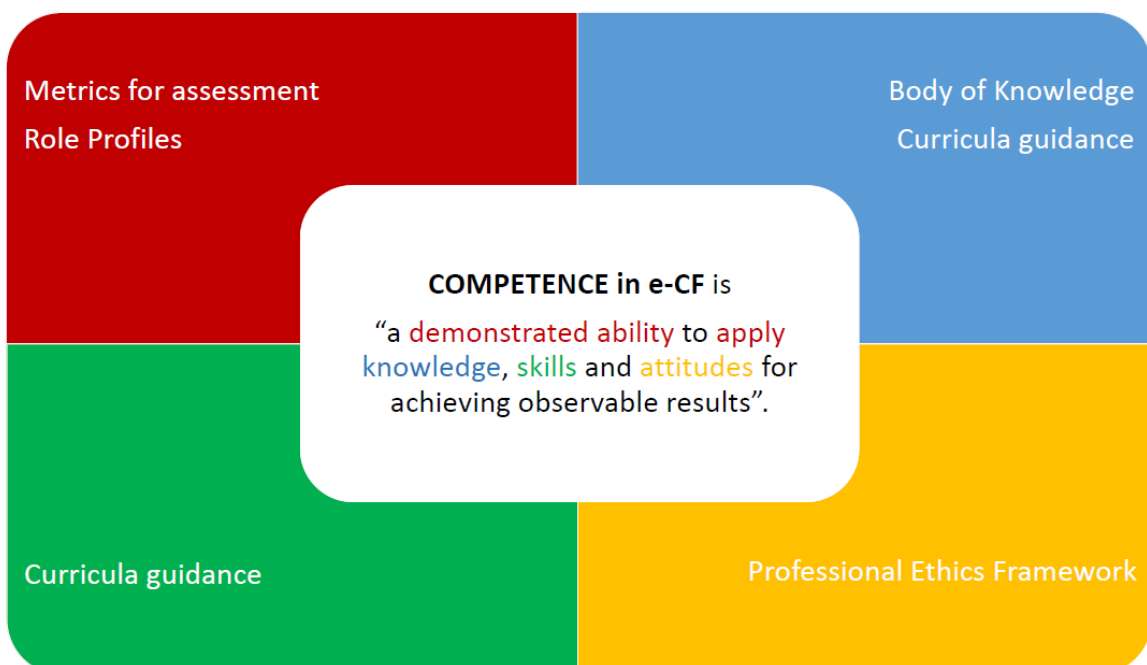 Metrics for assessment
Role Profiles
Body of Knowledge
Curricula guidance
COMPETENCE in e-CF is
“a demonstrated ability to apply
knowledge, skills and attitudes for
achieving observable results”.
Curricula guidance
Professional Ethics Framework